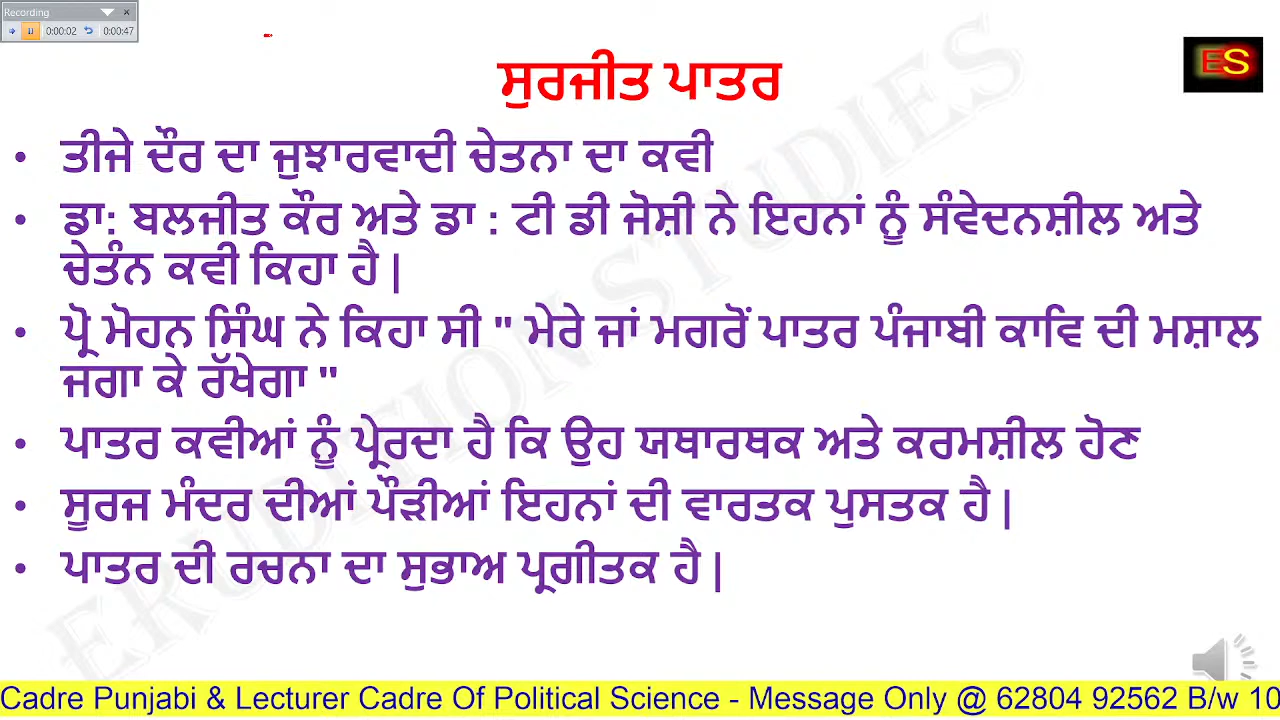 Recording
0:00:02 0:00:47
ES
ਸੁਰਜੀਤ ਪਾਤਰ
• ਤੀਜੇ ਦੌਰ ਦਾ ਜੁਝਾਰਵਾਦੀ ਚੇਤਨਾ ਦਾ ਕਵੀ
• ਡਾ: ਬਲਜੀਤ ਕੌਰ ਅਤੇ ਡਾ : ਟੀ ਡੀ ਜੋਸ਼ੀ ਨੇ ਇਹਨਾਂ ਨੂੰ ਸੰਵੇਦਨਸ਼ੀਲ ਅਤੇ
ਚੇਤੰਨ ਕਵੀ ਕਿਹਾ ਹੈ |
• ਪ੍ਰੋ ਮੋਹਨ ਸਿੰਘ ਨੇ ਕਿਹਾ ਸੀ " ਮੇਰੇ ਜਾਂ ਮਗਰੋਂ ਪਾਤਰ ਪੰਜਾਬੀ ਕਾਵਿ ਦੀ ਮਸ਼ਾਲ
ਜਗਾ ਕੇ ਰੱਖੇਗਾ "
• ਪਾਤਰ ਕਵੀਆਂ ਨੂੰ ਪ੍ਰੇਰਦਾ ਹੈ ਕਿ ਉਹ ਯਥਾਰਥਕ ਅਤੇ ਕਰਮਸ਼ੀਲ ਹੋਣ
• ਸੂਰਜ ਮੰਦਰ ਦੀਆਂ ਪੌੜੀਆਂ ਇਹਨਾਂ ਦੀ ਵਾਰਤਕ ਪੁਸਤਕ ਹੈ |
• ਪਾਤਰ ਦੀ ਰਚਨਾ ਦਾ ਸੁਭਾਅ ਪ੍ਰਗੀਤਕ ਹੈ |
ERUDITION STUDIES
Cadre Punjabi & Lecturer Cadre Of Political Science - Message Only @ 62804 92562 B/w 10